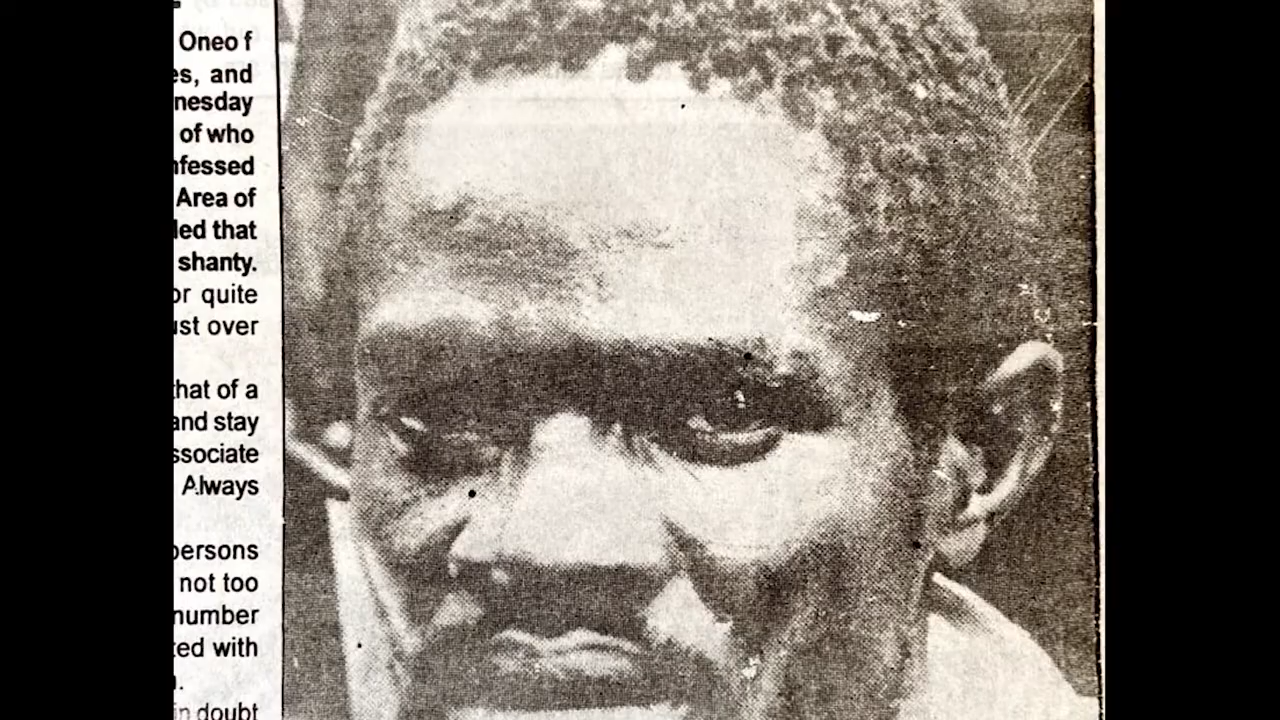 Oneo f
es, and
nesday
of who
nfessed
Area of
led that
shanty.
or quite
ust over
that of a
and stay
ssociate
Always
persons
not too
number
ted with
in doubt